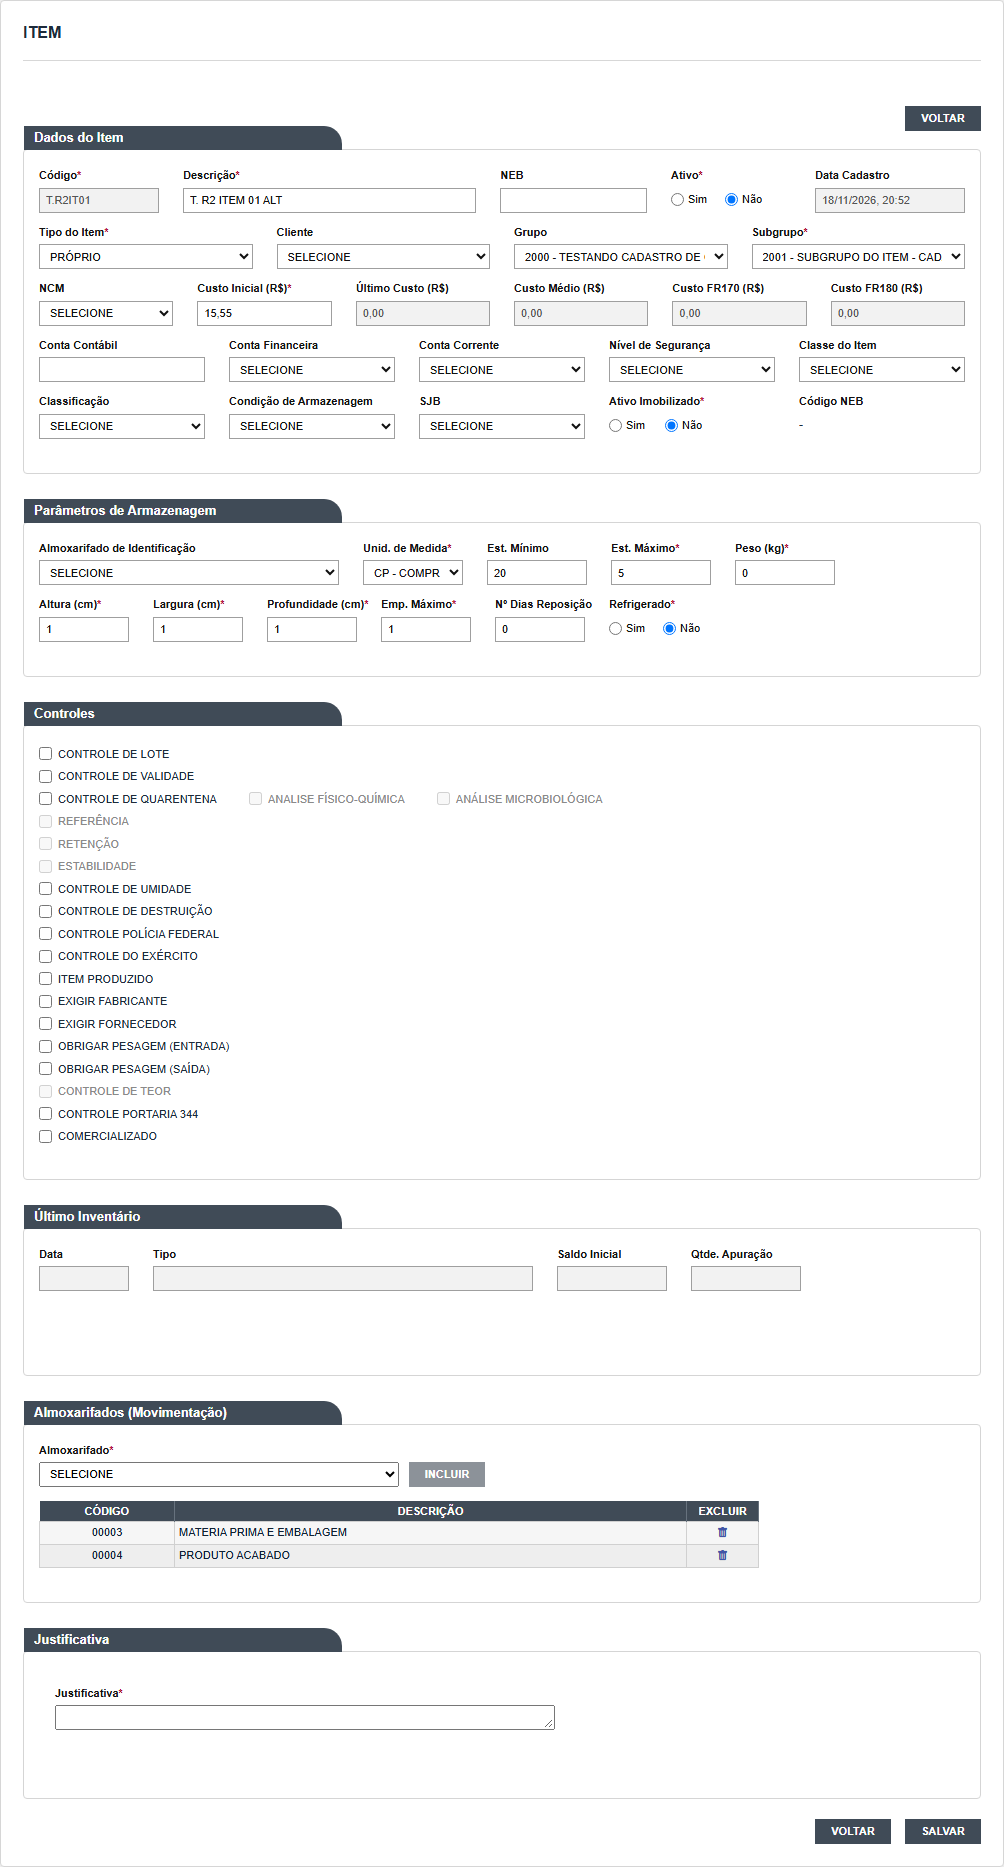 ITEM
VOLTAR
Dados do Item
Código* Descrição* NEB Ativo* Data Cadastro
T.R2IT01 T. R2 ITEM 01 ALT Sim Não 18/11/2026, 20:52
Tipo do Item* Cliente Grupo Subgrupo*
PRÓPRIO SELECIONE 2000 - TESTANDO CADASTRO DE 2001 - SUBGRUPO DO ITEM - CAD
NCM Custo Inicial (R$)* Último Custo (R$) Custo Médio (R$) Custo FR170 (R$) Custo FR180 (R$)
SELECIONE 15,55 0,00 0,00 0,00 0,00
Conta Contábil Conta Financeira Conta Corrente Nível de Segurança Classe do Item
SELECIONE SELECIONE SELECIONE SELECIONE
Classificação Condição de Armazenagem SJB Ativo Imobilizado* Código NEB
SELECIONE SELECIONE SELECIONE Sim Não -
Parâmetros de Armazenagem
Almoxarifado de Identificação Unid. de Medida* Est. Mínimo Est. Máximo* Peso (kg)*
SELECIONE CP - COMPR 20 5 0
Altura (cm)* Largura (cm)* Profundidade (cm)* Emp. Máximo* Nº Dias Reposição Refrigerado*
1 1 1 1 0 Sim Não
Controles
CONTROLE DE LOTE
CONTROLE DE VALIDADE
CONTROLE DE QUARENTENA ANALISE FÍSICO-QUÍMICA ANÁLISE MICROBIOLÓGICA
REFERÊNCIA
RETENÇÃO
ESTABILIDADE
CONTROLE DE UMIDADE
CONTROLE DE DESTRUIÇÃO
CONTROLE POLÍCIA FEDERAL
CONTROLE DO EXÉRCITO
ITEM PRODUZIDO
EXIGIR FABRICANTE
EXIGIR FORNECEDOR
OBRIGAR PESAGEM (ENTRADA)
OBRIGAR PESAGEM (SAÍDA)
CONTROLE DE TEOR
CONTROLE PORTARIA 344
COMERCIALIZADO
Último Inventário
Data Tipo Saldo Inicial Qtde. Apuração
Almoxarifados (Movimentação)
Almoxarifado*
SELECIONE INCLUIR
CÓDIGO DESCRIÇÃO EXCLUIR
00003 MATERIA PRIMA E EMBALAGEM
00004 PRODUTO ACABADO
Justificativa
Justificativa*
VOLTAR SALVAR